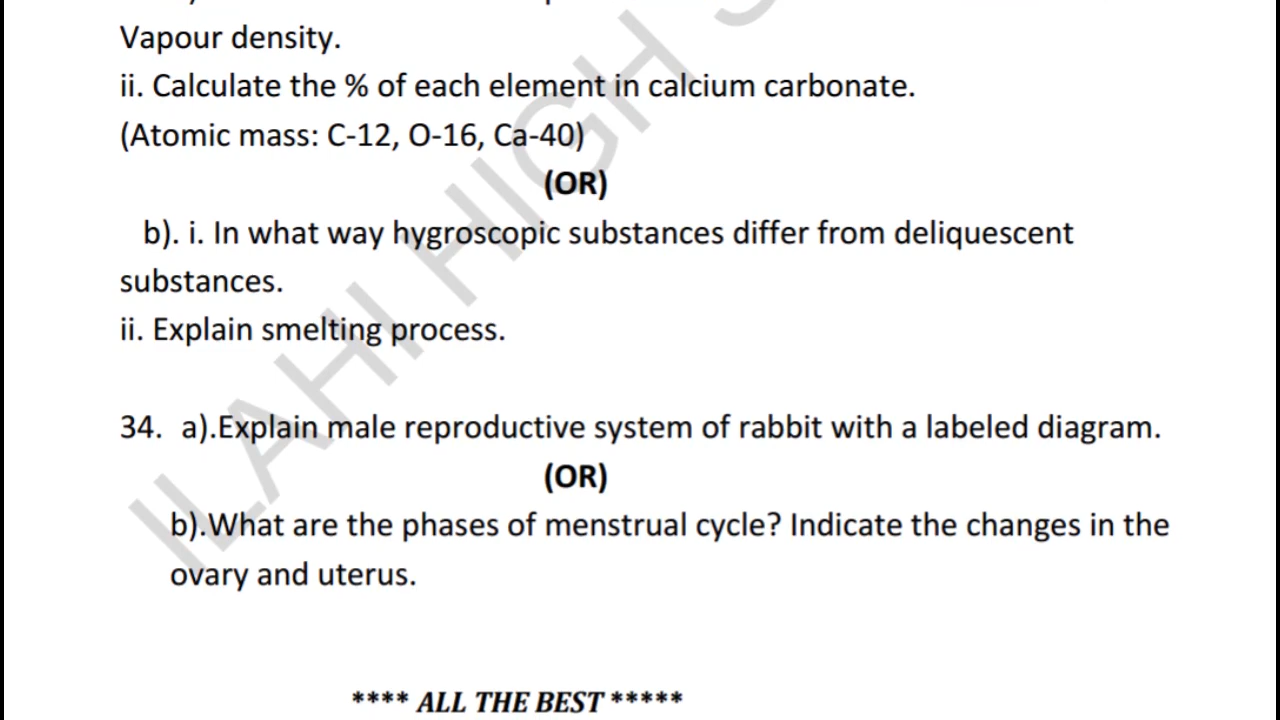 Vapour density.
ii. Calculate the % of each element in calcium carbonate.
(Atomic mass: C-12, O-16, Ca-40)
(OR)
b). i. In what way hygroscopic substances differ from deliquescent
substances.
ii. Explain smelting process.
34. a).Explain male reproductive system of rabbit with a labeled diagram.
(OR)
b).What are the phases of menstrual cycle? Indicate the changes in the
ovary and uterus.
**** ALL THE BEST *****
ILAHI HIGH